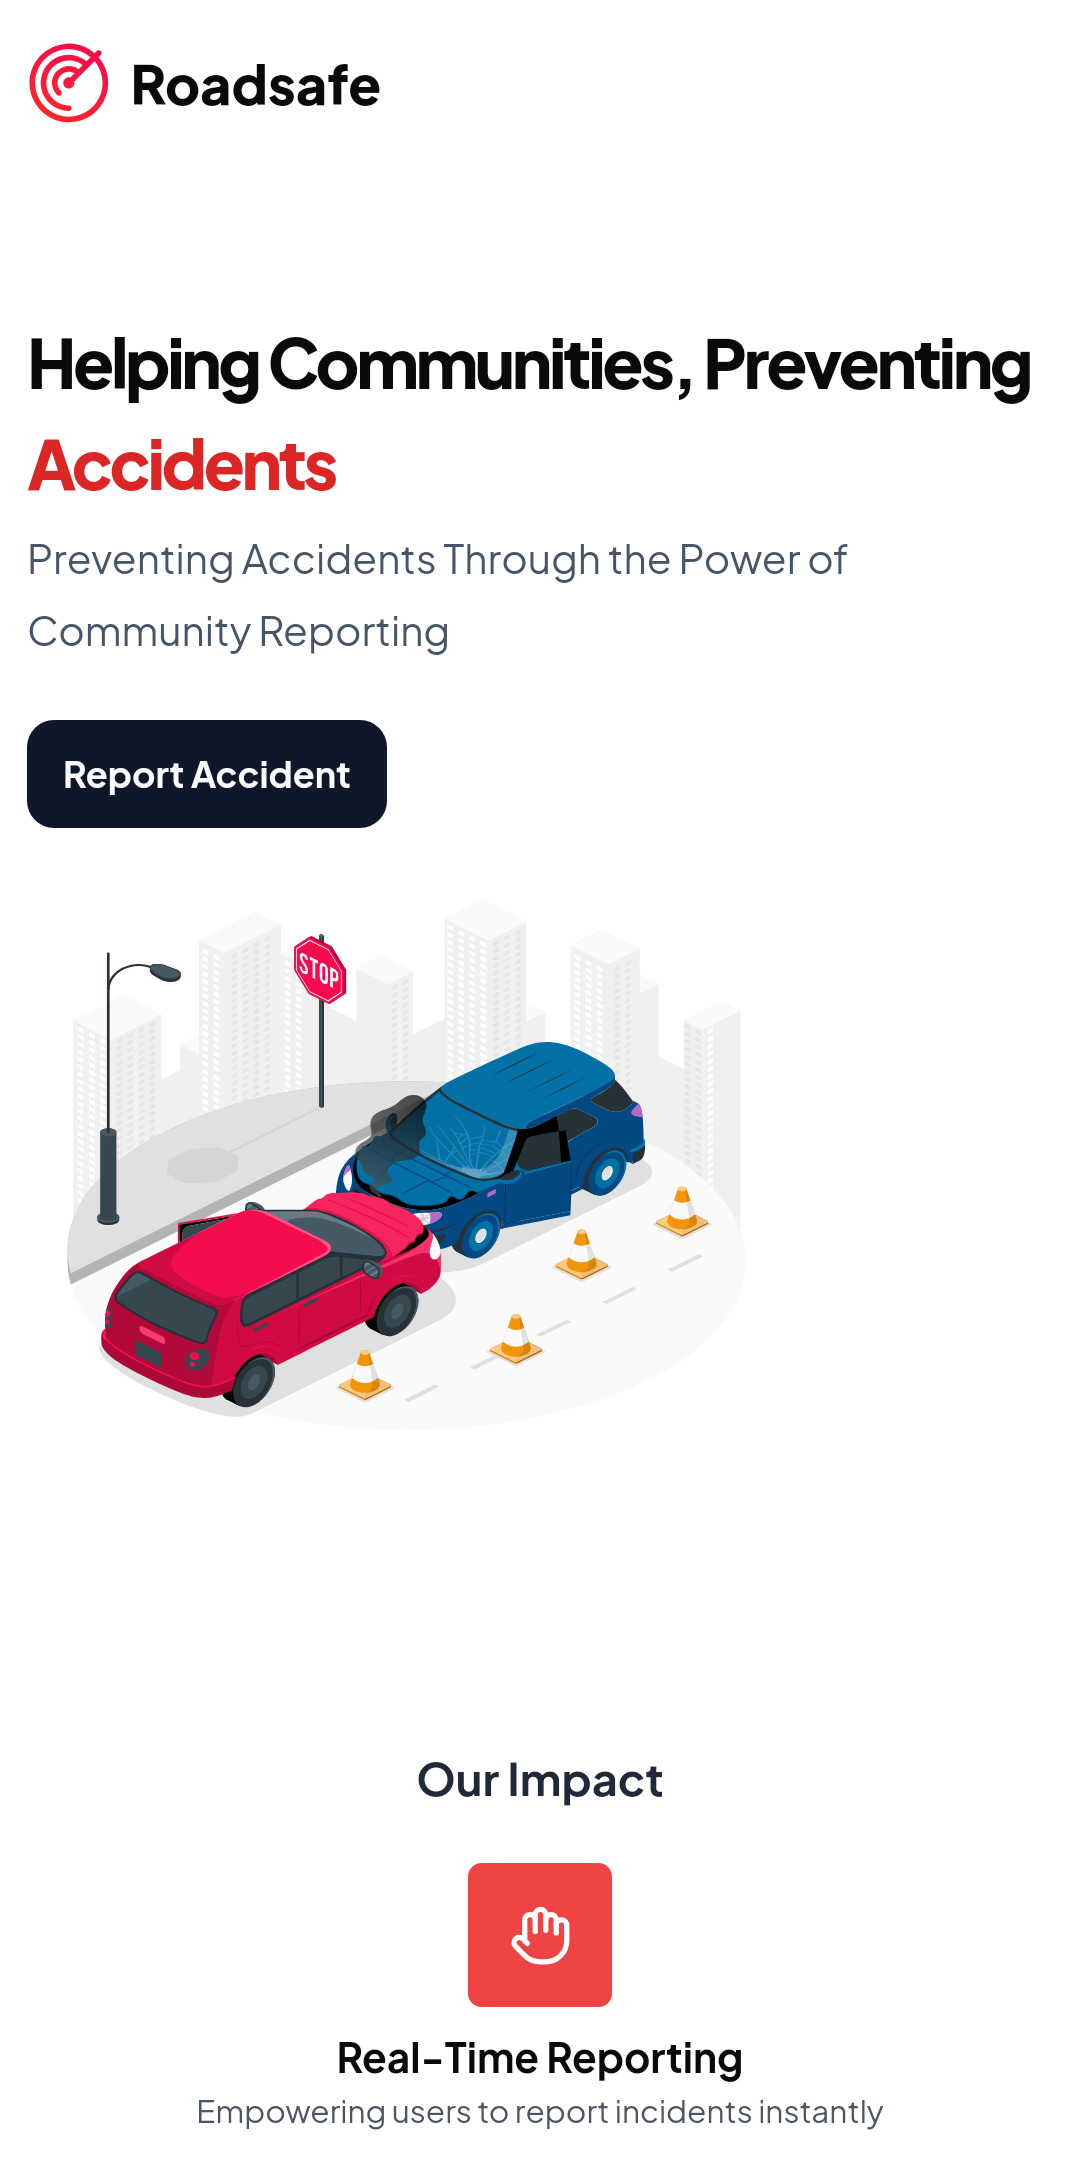 Roadsafe
Helping Communities, Preventing
Accidents
Preventing Accidents Through the Power of
Community Reporting
Report Accident
STOP
Our Impact
Real-Time Reporting
Empowering users to report incidents instantly